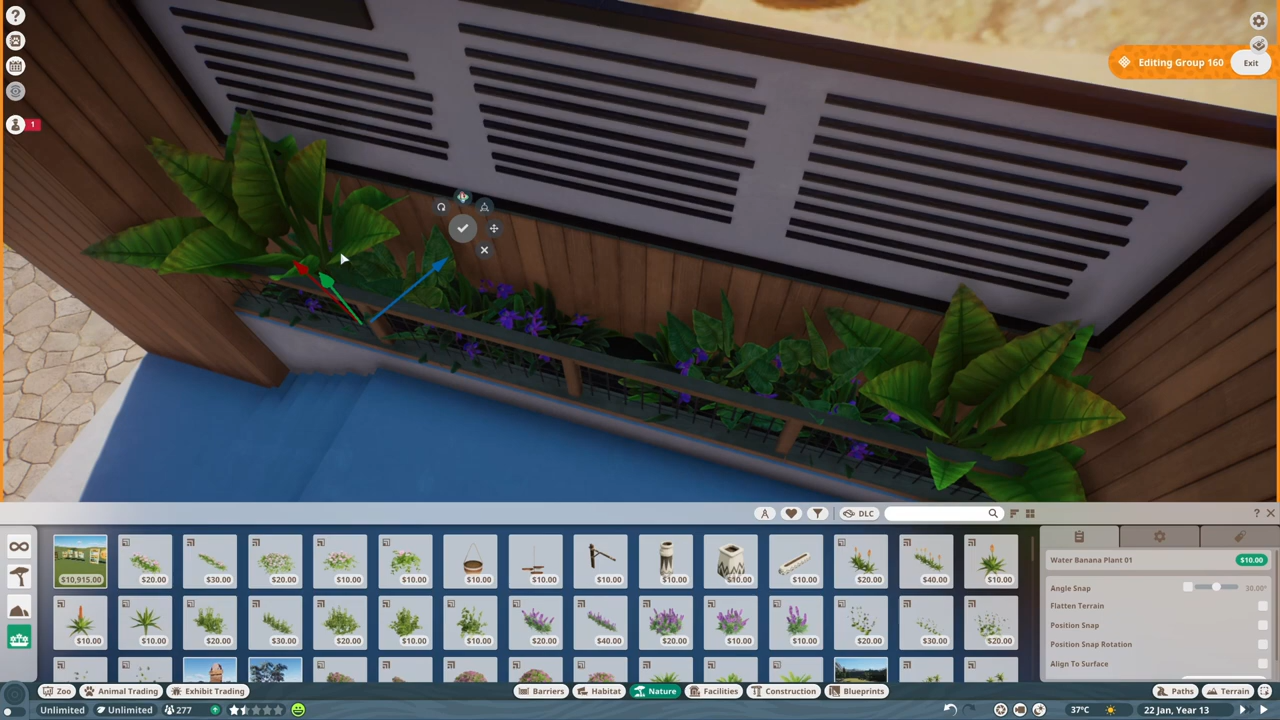 ?
1
Editing Group 160
Exit
DLC
?
$10,915.00
$20.00
$30.00
$20.00
$10.00
$10.00
$10.00
$10.00
$10.00
$10.00
$10.00
$10.00
$20.00
$40.00
$10.00
$10.00
$10.00
$20.00
$30.00
$20.00
$10.00
$10.00
$20.00
$40.00
$20.00
$10.00
$10.00
$20.00
$30.00
$20.00
Water Banana Plant 01
$10.00
Angle Snap
30.00°
Flatten Terrain
Position Snap
Position Snap Rotation
Align To Surface
Zoo
Animal Trading
Exhibit Trading
Barriers
Habitat
Nature
Facilities
Construction
Blueprints
Paths
Terrain
Unlimited
Unlimited
277
37°C
22 Jan, Year 13